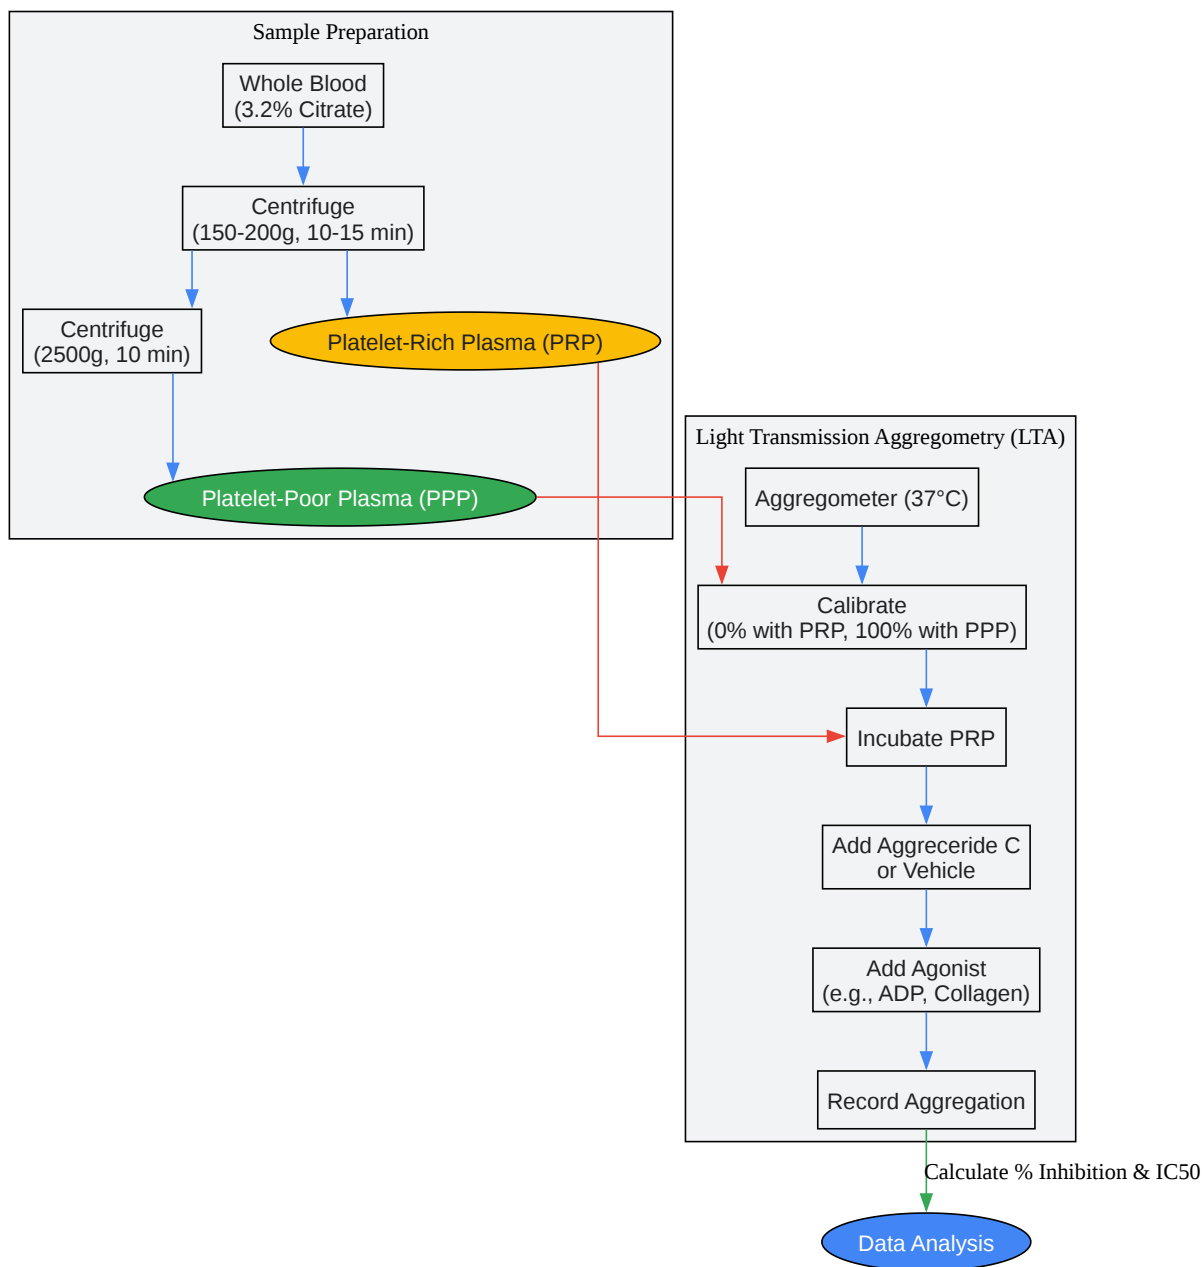 Sample Preparation
Whole Blood
(3.2% Citrate)
Centrifuge
(150-200g, 10-15 min)
Centrifuge
(2500g, 10 min)
Platelet-Rich Plasma (PRP)
Platelet-Poor Plasma (PPP)
Light Transmission Aggregometry (LTA)
Aggregometer (37°C)
Calibrate
(0% with PRP, 100% with PPP)
Incubate PRP
Add Aggreceride C
or Vehicle
Add Agonist
(e.g., ADP, Collagen)
Record Aggregation
Calculate % Inhibition & IC50
Data Analysis